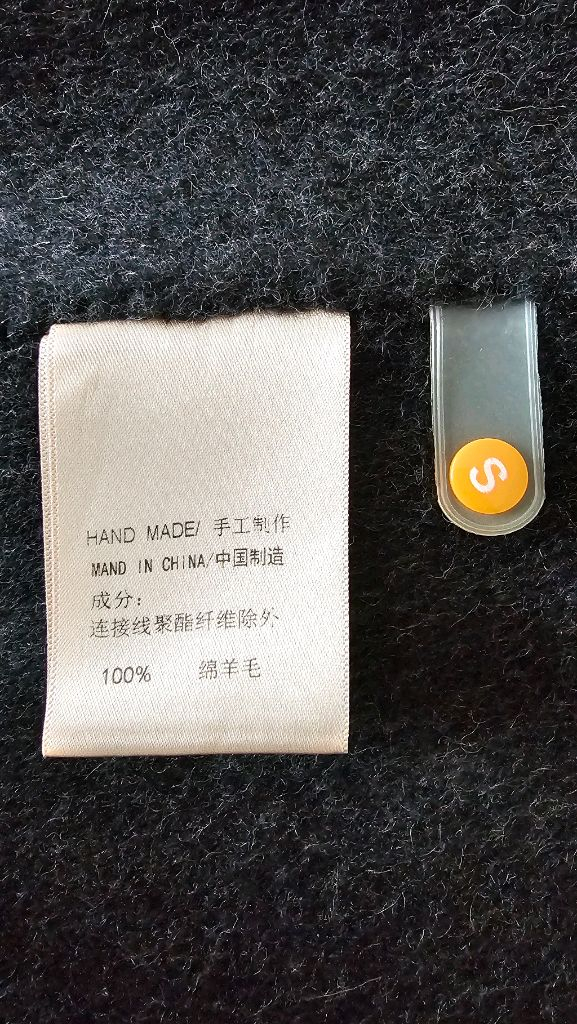 HAND MADE/ 手工制作
MAND IN CHINA/中国制造
成分:
连接线聚酯纤维除外
100% 绵羊毛
S